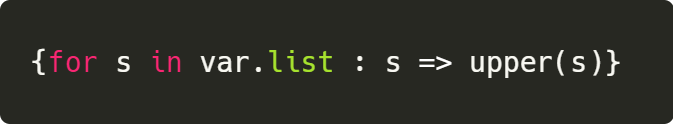 {for s in var.list : s => upper(s)}